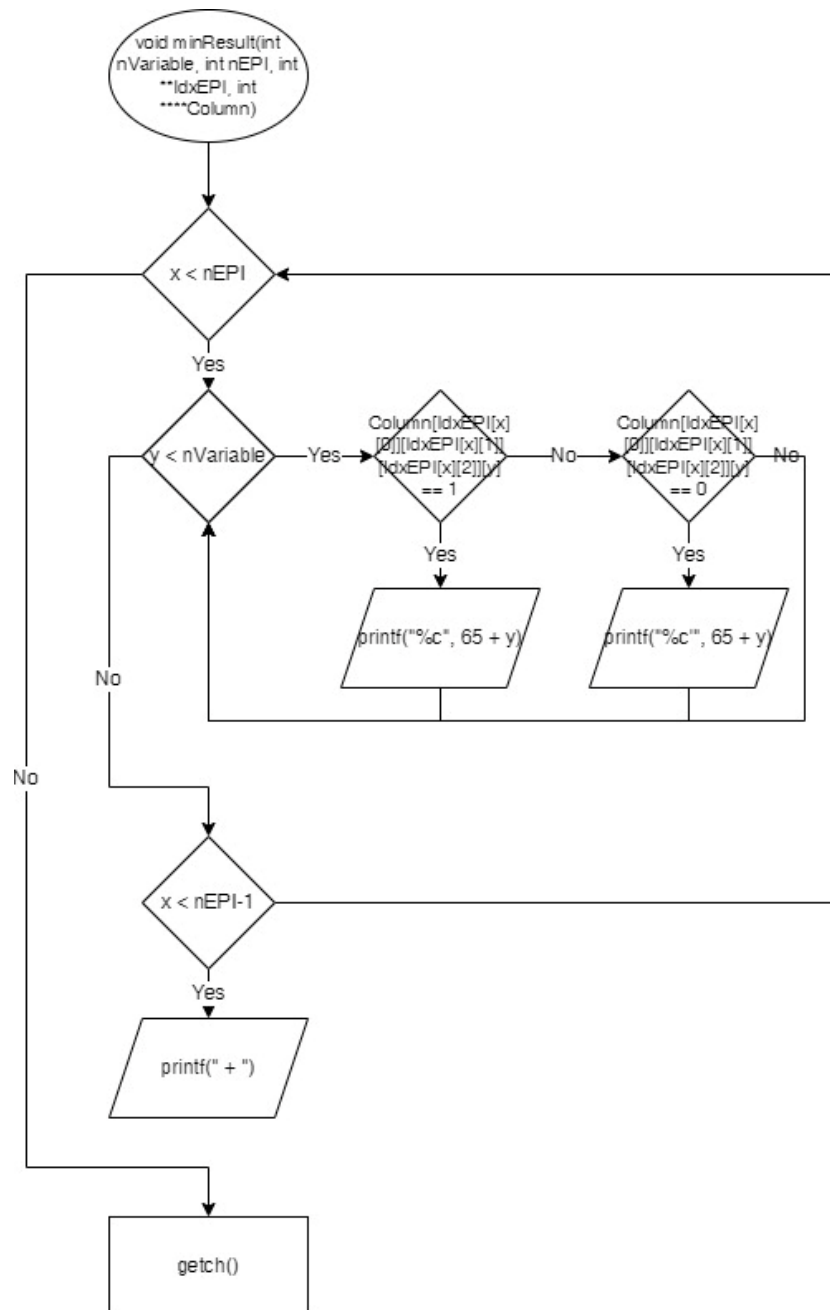 void minResult(int
nVariable, int nEPI, int
**IdxEPI, int
****Column)
x < nEPI
Yes
y < nVariable
Yes
Column[IdxEPI[x]
[0]][IdxEPI[x][1]]
[IdxEPI[x][2]][y]
== 1
No
Column[IdxEPI[x]
[0]][IdxEPI[x][1]]
[IdxEPI[x][2]][y]
== 0
No
Yes
Yes
printf("%c", 65 + y)
printf("%c'", 65 + y)
No
No
x < nEPI-1
Yes
printf(" + ")
getch()